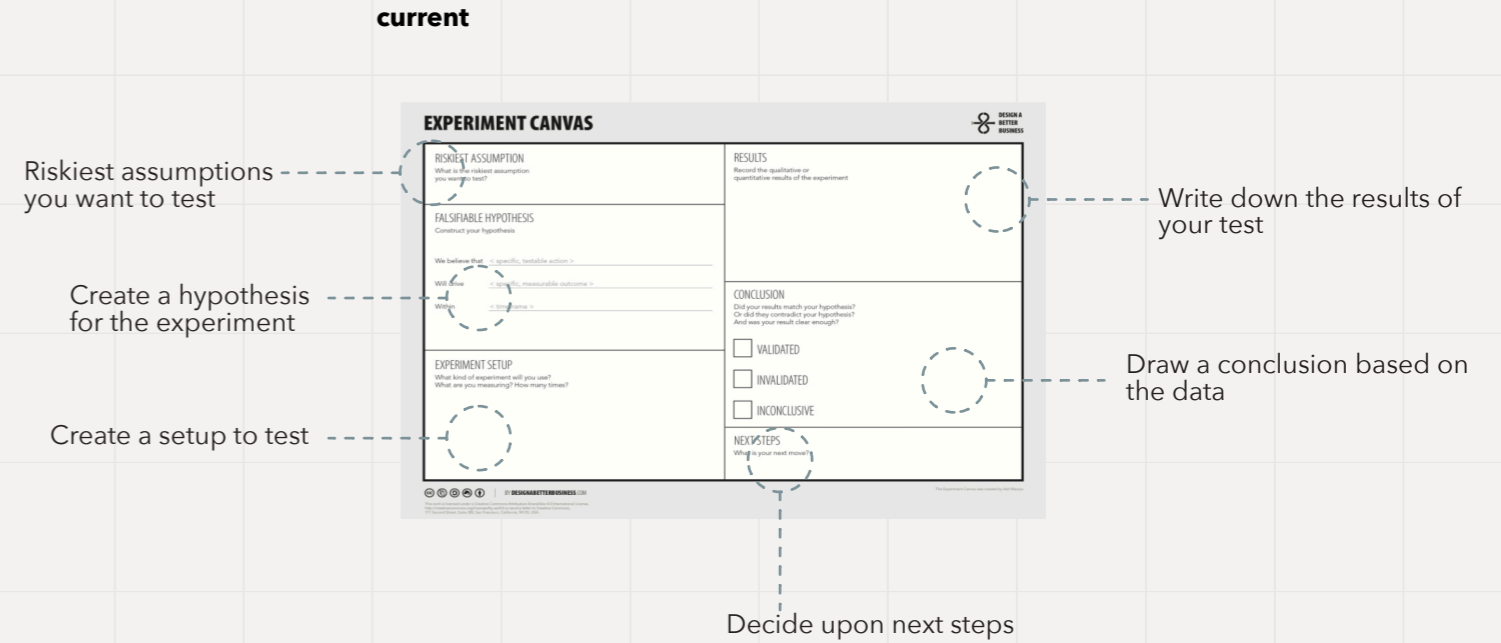 current
EXPERIMENT CANVAS
DESIGN A
BETTER
BUSINESS
Riskiest assumptions
you want to test
RISKIEST ASSUMPTION
What is the riskiest assumption
you want to test?
FALSIFIABLE HYPOTHESIS
Construct your hypothesis
We believe that < specific, testable action >
Will drive < specific, measurable outcome >
Within < timeframe >
Create a hypothesis
for the experiment
EXPERIMENT SETUP
What kind of experiment will you use?
What are you measuring? How many times?
Create a setup to test
RESULTS
Record the qualitative or
quantitative results of the experiment
Write down the results of
your test
CONCLUSION
Did your results match your hypothesis?
Or did they contradict your hypothesis?
And was your result clear enough?
VALIDATED
INVALIDATED
INCONCLUSIVE
Draw a conclusion based on
the data
NEXT STEPS
What is your next move?
BY DESIGNABETTERBUSINESS.COM
Decide upon next steps